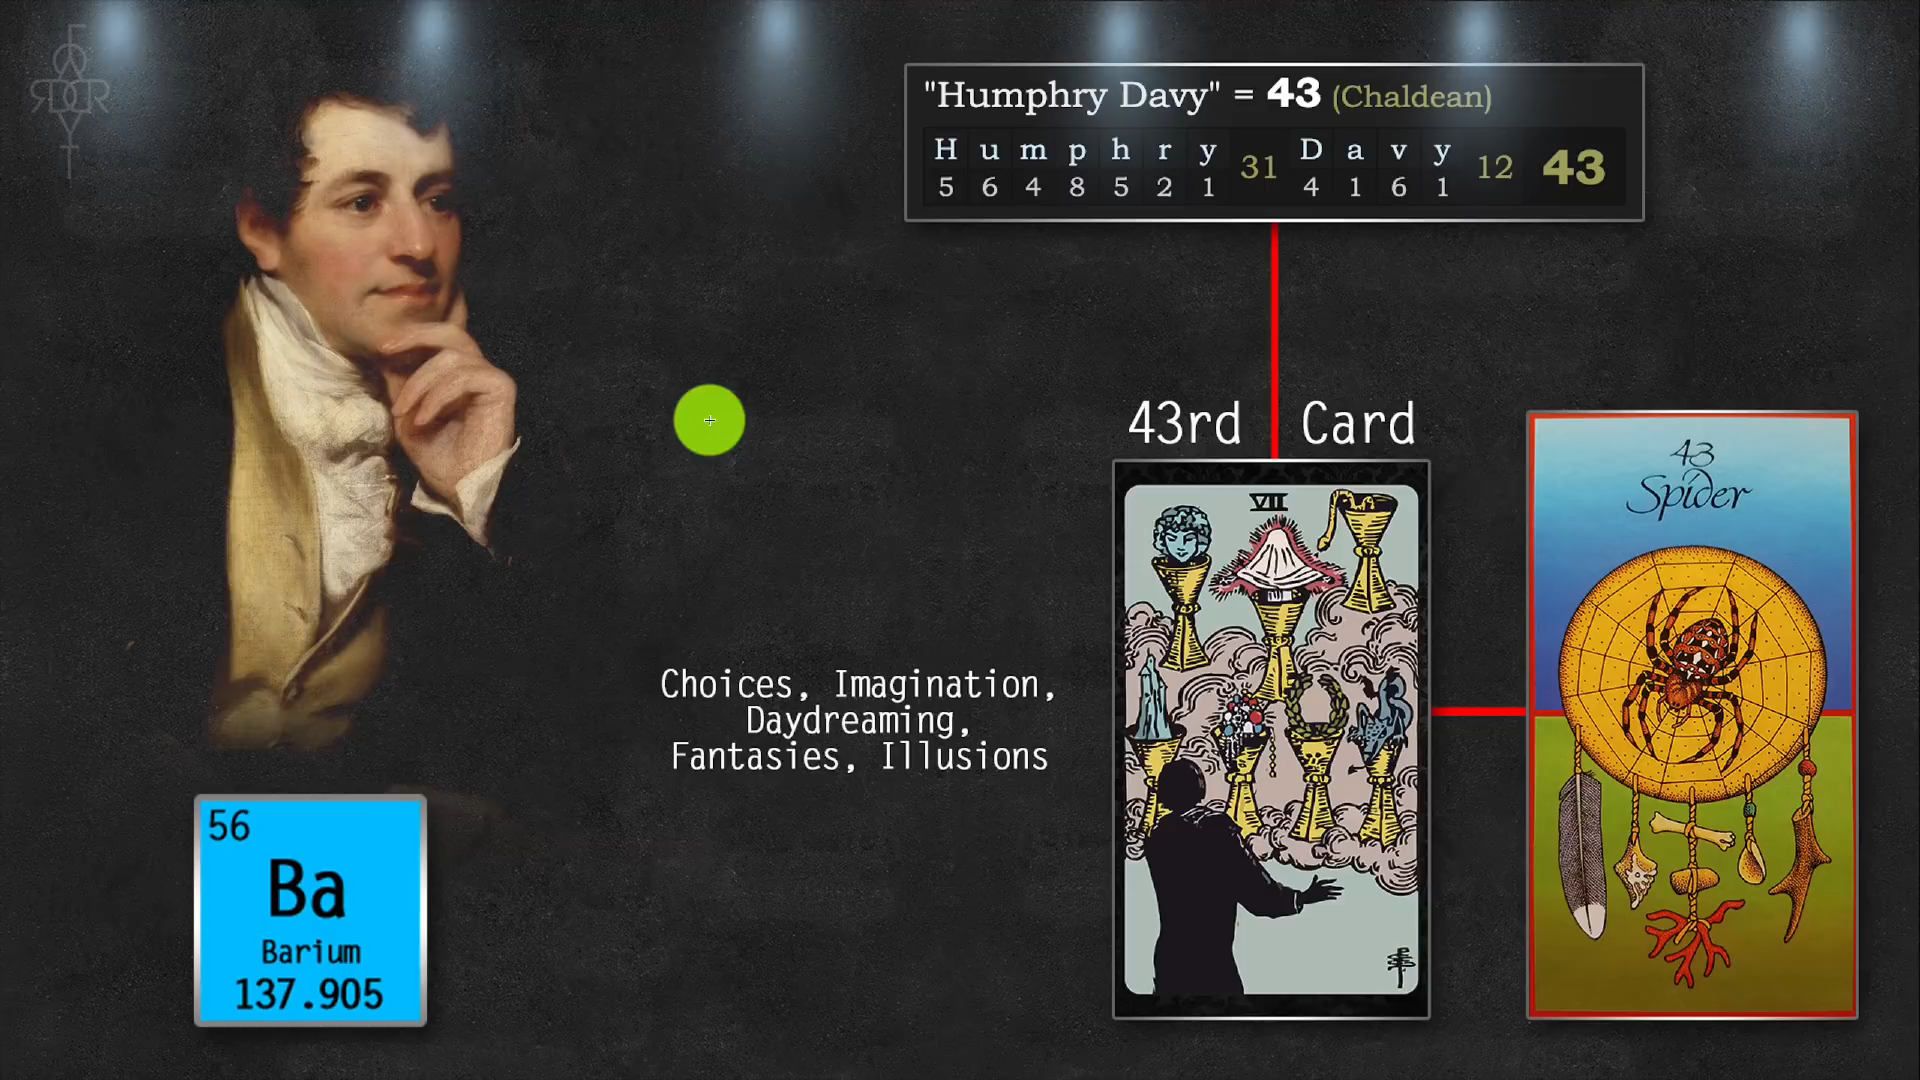 "Humphry Davy" = 43 (Chaldean)
H u m p h r y 31 D a v y 12 43
5 6 4 8 5 2 1 4 1 6 1
43rd Card
VII
43
Spider
Choices, Imagination,
Daydreaming,
Fantasies, Illusions
56
Ba
Barium
137.905